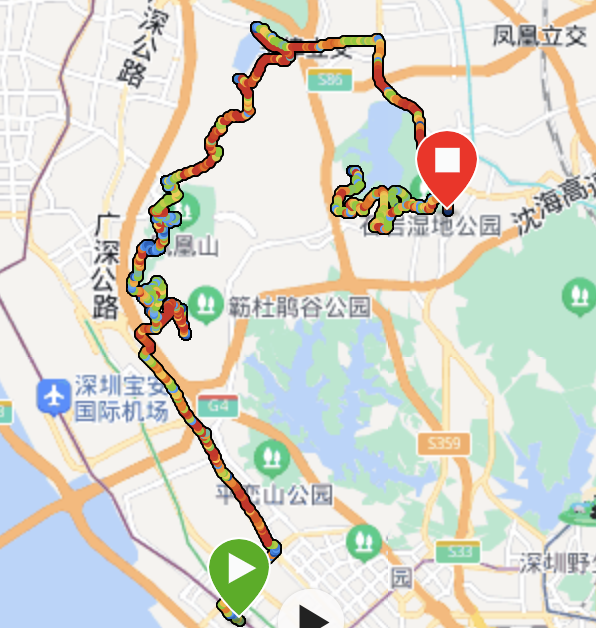 深公路
凤凰立交
S86
沈海高速
石岩湿地公园
广深公路
凰山
簕杜鹃谷公园
深圳宝安
国际机场
G4
S359
平峦山公园
S33
园
深圳野生